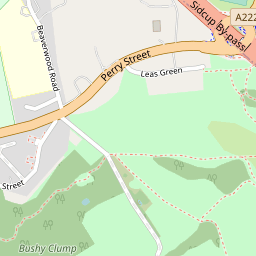 A222
Sidcup By-pass
Beaverwood Road
Perry Street
Leas Green
Street
Bushy Clump